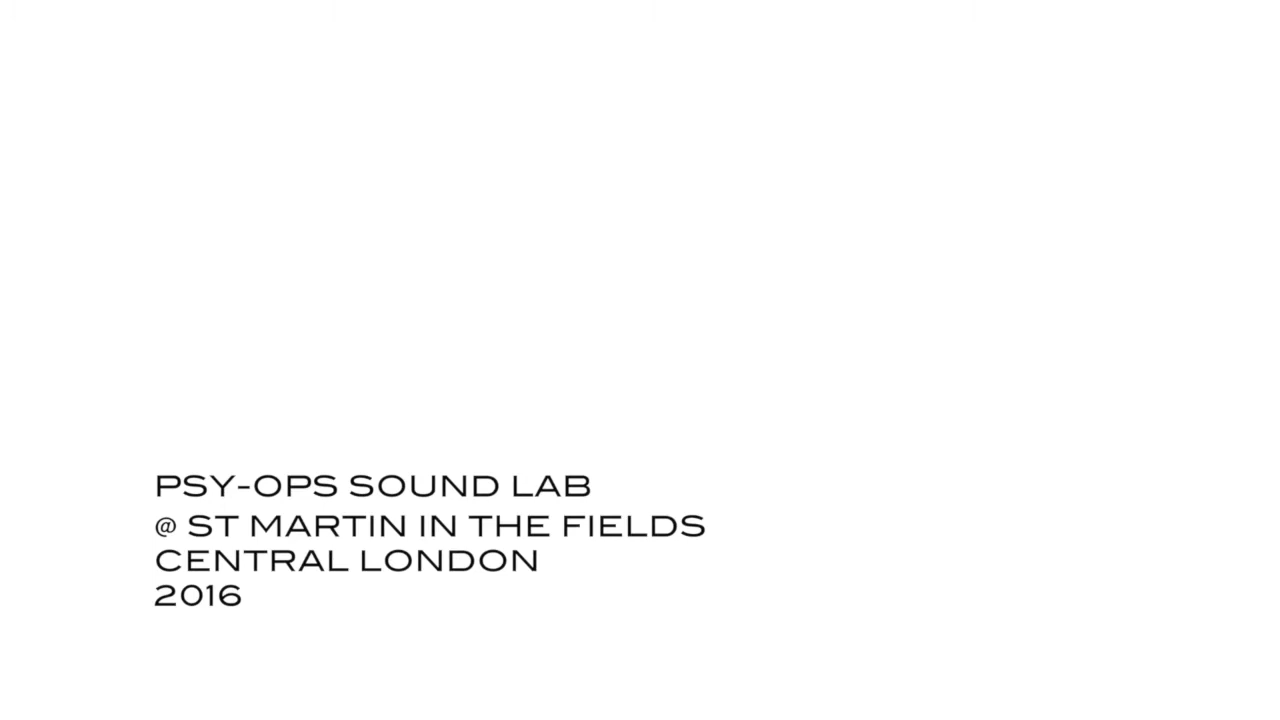 PSY-OPS SOUND LAB
@ ST MARTIN IN THE FIELDS
CENTRAL LONDON
2016